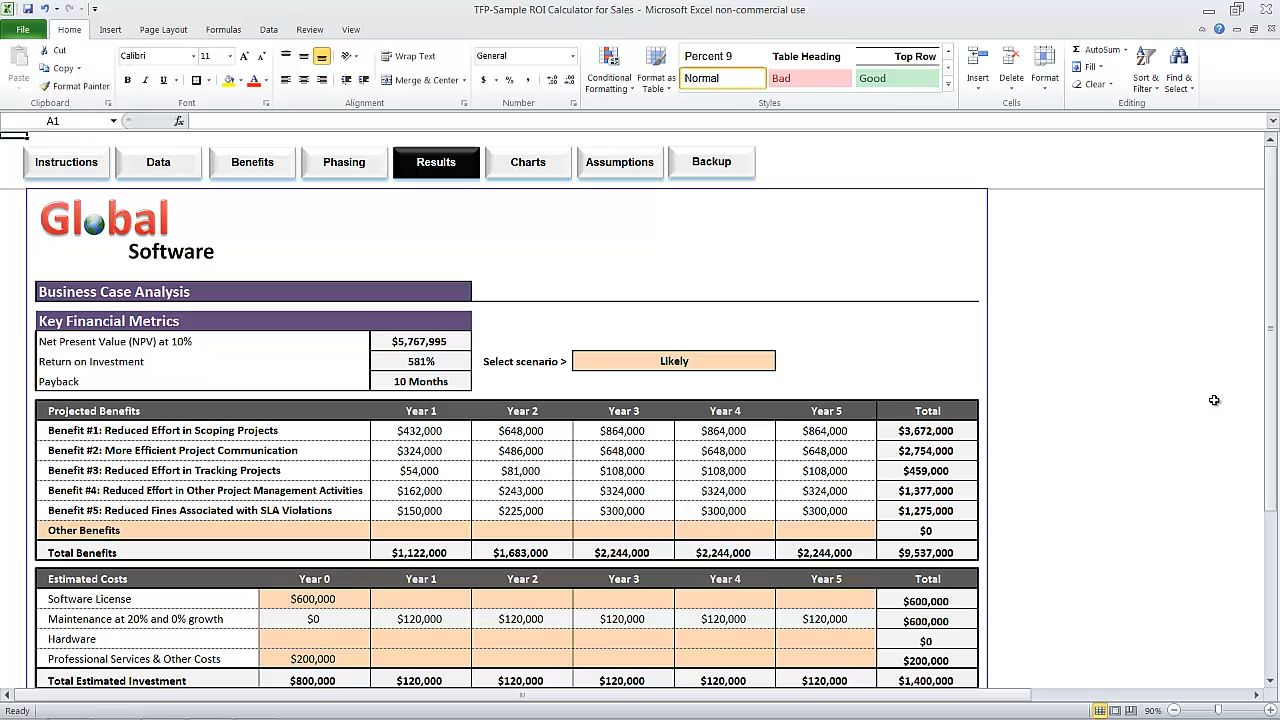 TFP-Sample ROI Calculator for Sales - Microsoft Excel non-commercial use
File Home Insert Page Layout Formulas Data Review View
Paste Cut Copy Format Painter
Calibri 11 A A Wrap Text General
B I U A Merge & Center $ % ,
Conditional Formatting Format as Table
Percent 9 Table Heading Top Row
Normal Bad Good
Insert Delete Format
AutoSum Fill Clear Sort & Filter Find & Select
Clipboard Font Alignment Number Styles Cells Editing
A1 fx
Instructions Data Benefits Phasing Results Charts Assumptions Backup
Global
Software
Business Case Analysis
Key Financial Metrics
Net Present Value (NPV) at 10% $5,767,995
Return on Investment 581% Select scenario > Likely
Payback 10 Months
Projected Benefits Year 1 Year 2 Year 3 Year 4 Year 5 Total
Benefit #1: Reduced Effort in Scoping Projects $432,000 $648,000 $864,000 $864,000 $864,000 $3,672,000
Benefit #2: More Efficient Project Communication $324,000 $486,000 $648,000 $648,000 $648,000 $2,754,000
Benefit #3: Reduced Effort in Tracking Projects $54,000 $81,000 $108,000 $108,000 $108,000 $459,000
Benefit #4: Reduced Effort in Other Project Management Activities $162,000 $243,000 $324,000 $324,000 $324,000 $1,377,000
Benefit #5: Reduced Fines Associated with SLA Violations $150,000 $225,000 $300,000 $300,000 $300,000 $1,275,000
Other Benefits $0
Total Benefits $1,122,000 $1,683,000 $2,244,000 $2,244,000 $2,244,000 $9,537,000
Estimated Costs Year 0 Year 1 Year 2 Year 3 Year 4 Year 5 Total
Software License $600,000 $600,000
Maintenance at 20% and 0% growth $0 $120,000 $120,000 $120,000 $120,000 $120,000 $600,000
Hardware $0
Professional Services & Other Costs $200,000 $200,000
Total Estimated Investment $800,000 $120,000 $120,000 $120,000 $120,000 $120,000 $1,400,000
Ready 90%